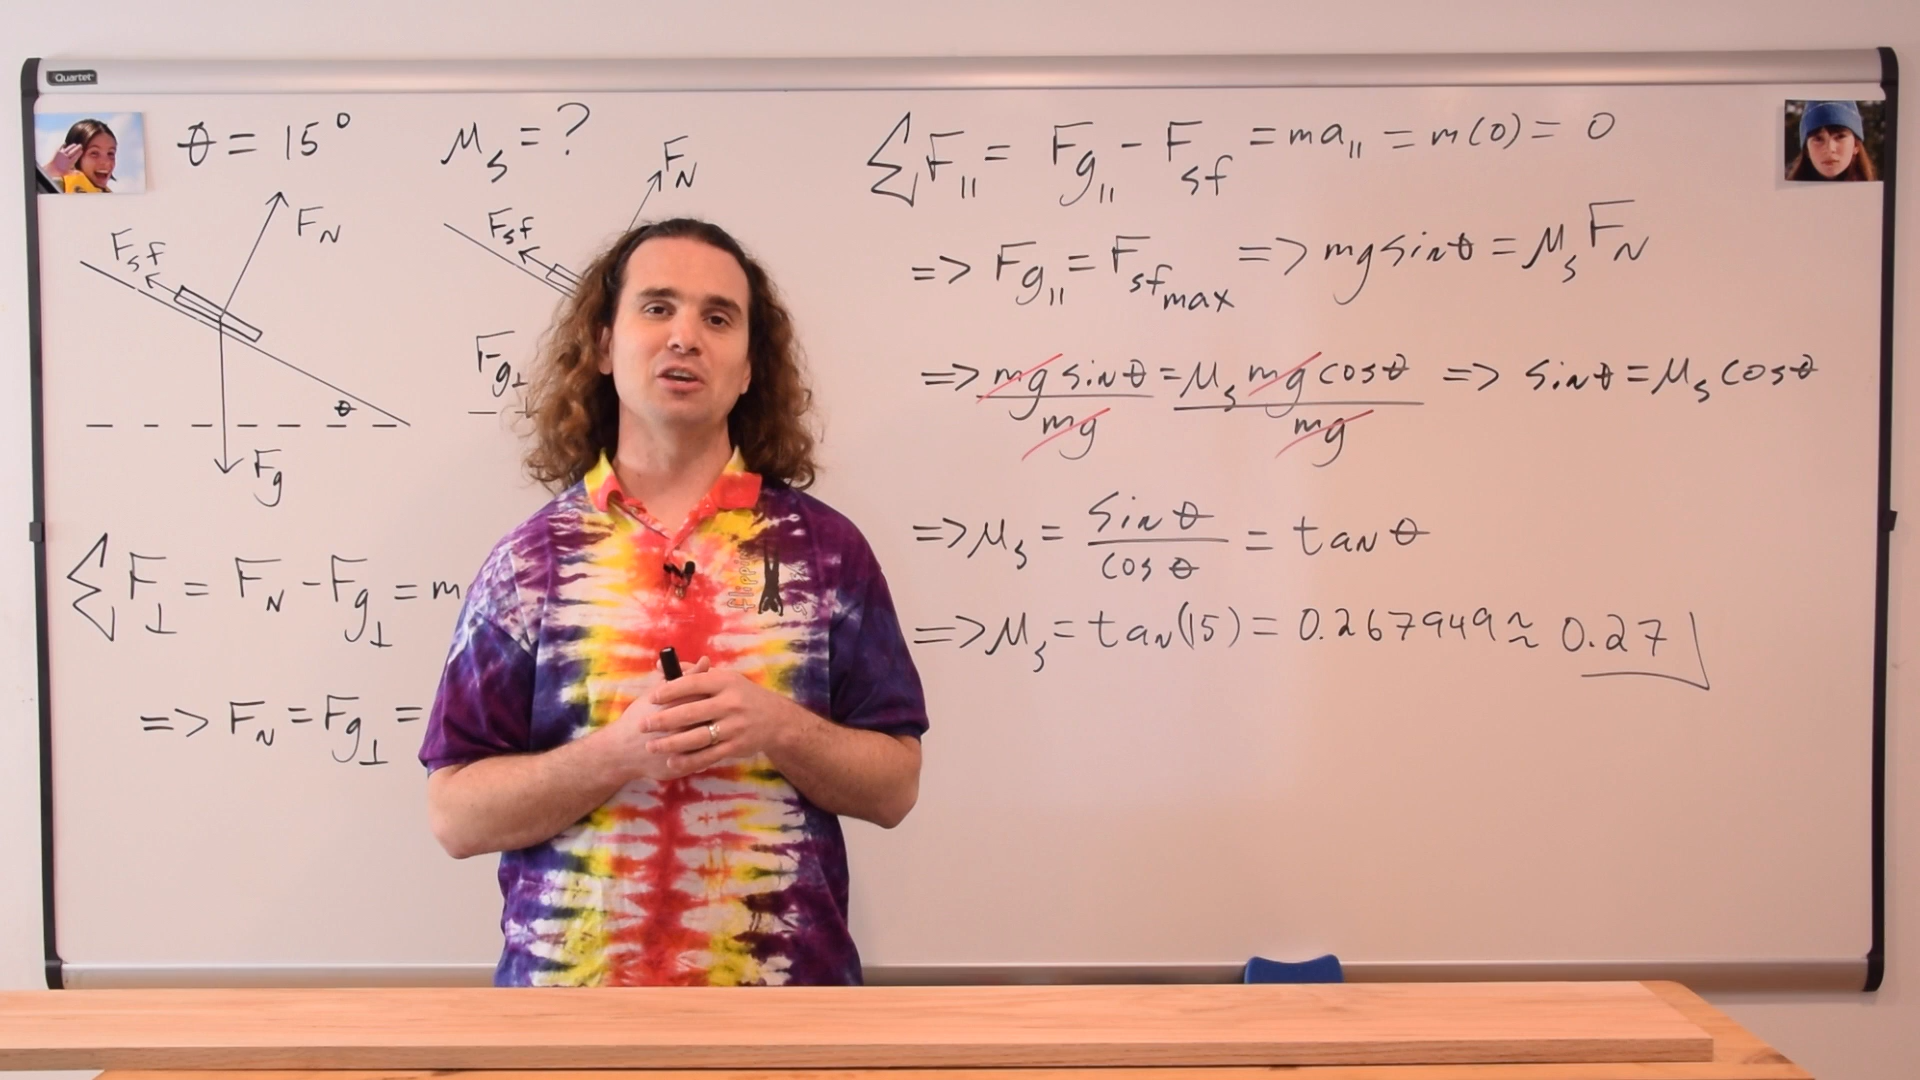 Quartet
θ = 15°
μs = ?
FN
Fsf
Fg
θ
FN
Fsf
Fg⊥
ΣF⊥ = FN - Fg⊥ = m
=> FN = Fg⊥ =
ΣF∥ = Fg∥ - Fsf = ma∥ = m(0) = 0
=> Fg∥ = Fsfmax => mg sinθ = μs FN
=> mg sinθ / mg = μs mg cosθ / mg => sinθ = μs cosθ
=> μs = sinθ / cosθ = tanθ
=> μs = tan(15) = 0.267949 ≈ 0.27